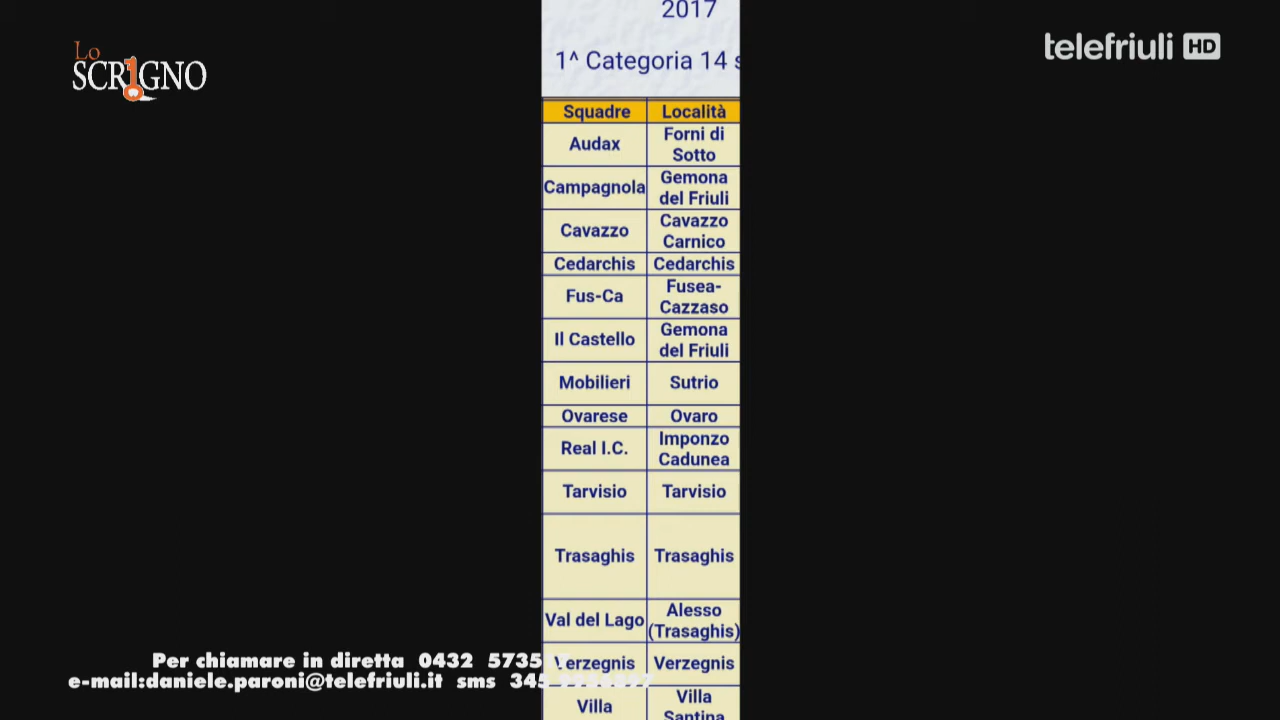 Lo
SCR1GNO
telefriuli HD
2017
1^ Categoria 14
Squadre Località
Audax Forni di Sotto
Campagnola Gemona del Friuli
Cavazzo Cavazzo Carnico
Cedarchis Cedarchis
Fus-Ca Fusea-Cazzaso
Il Castello Gemona del Friuli
Mobilieri Sutrio
Ovarese Ovaro
Real I.C. Imponzo Cadunea
Tarvisio Tarvisio
Trasaghis Trasaghis
Val del Lago Alesso (Trasaghis)
Verzegnis Verzegnis
Villa Villa Santina
Per chiamare in diretta 0432
e-mail:daniele.paroni@telefriuli.it sms 345